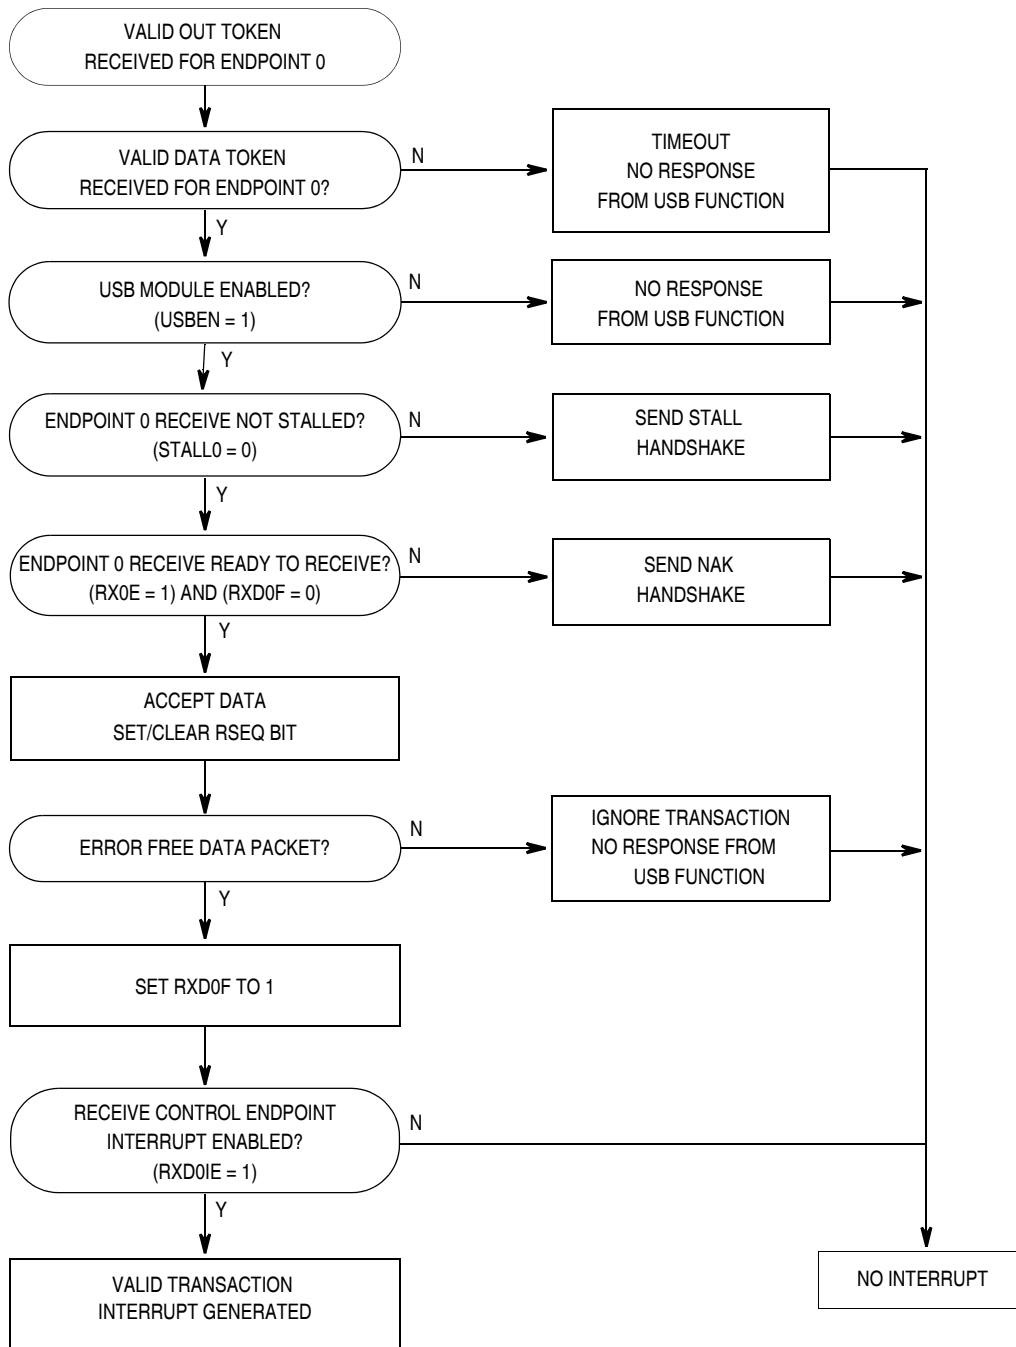 VALID OUT TOKEN
RECEIVED FOR ENDPOINT 0
VALID DATA TOKEN
RECEIVED FOR ENDPOINT 0?
N
TIMEOUT
NO RESPONSE
FROM USB FUNCTION
Y
USB MODULE ENABLED?
(USBEN = 1)
N
NO RESPONSE
FROM USB FUNCTION
Y
ENDPOINT 0 RECEIVE NOT STALLED?
(STALL0 = 0)
N
SEND STALL
HANDSHAKE
Y
ENDPOINT 0 RECEIVE READY TO RECEIVE?
(RX0E = 1) AND (RXD0F = 0)
N
SEND NAK
HANDSHAKE
Y
ACCEPT DATA
SET/CLEAR RSEQ BIT
ERROR FREE DATA PACKET?
N
IGNORE TRANSACTION
NO RESPONSE FROM
USB FUNCTION
Y
SET RXD0F TO 1
RECEIVE CONTROL ENDPOINT
INTERRUPT ENABLED?
(RXD0IE = 1)
N
Y
VALID TRANSACTION
INTERRUPT GENERATED
NO INTERRUPT